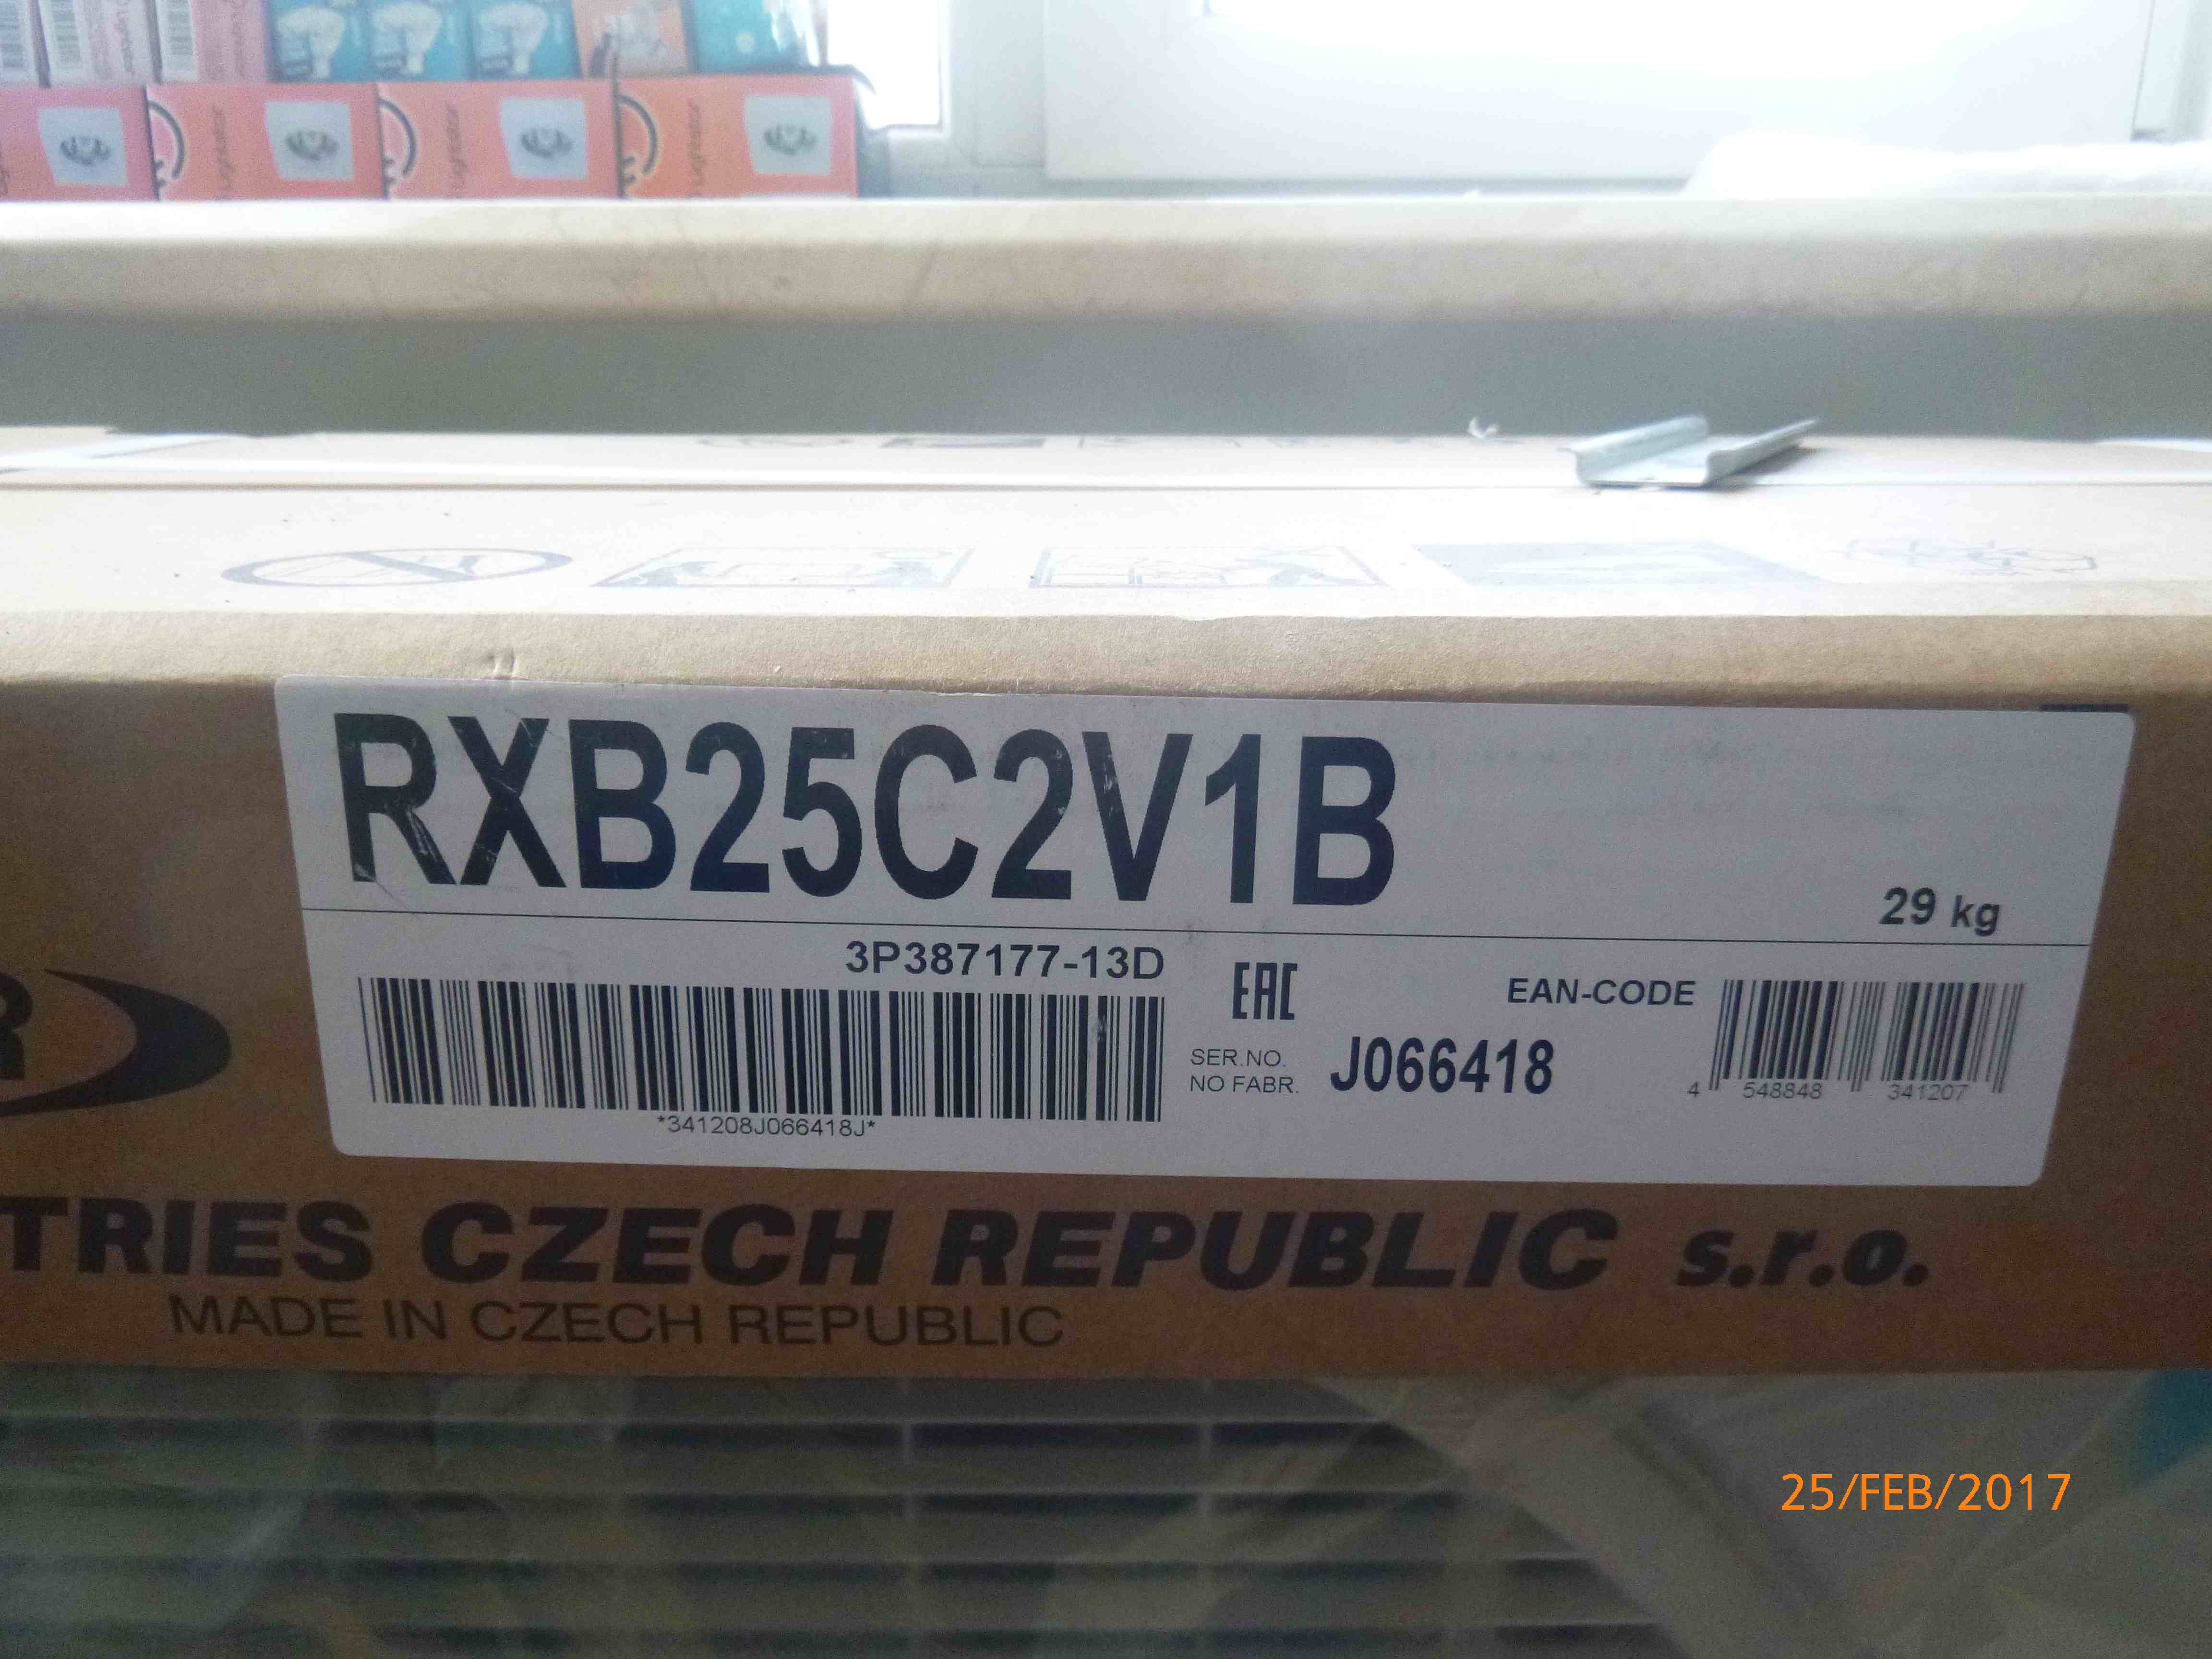 RXB25C2V1B
29 kg
3P387177-13D
EAC
EAN-CODE
SER.NO.
NO FABR.
J066418
4 548848 341207
*341208J066418J*
TRIES CZECH REPUBLIC s.r.o.
MADE IN CZECH REPUBLIC
25/FEB/2017